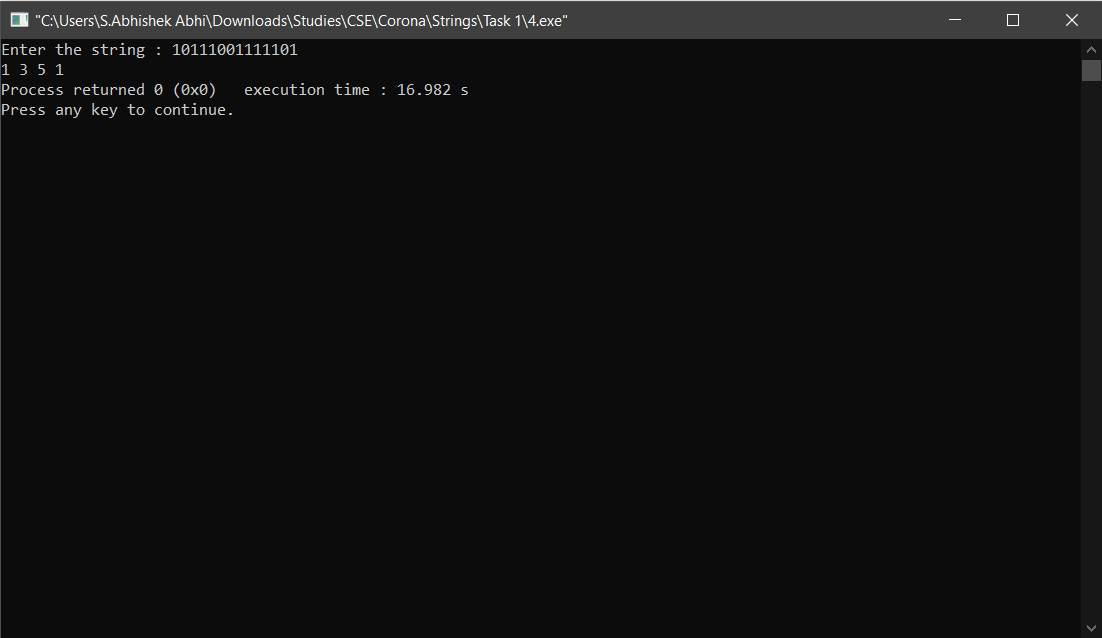 "C:\Users\S.Abhishek Abhi\Downloads\Studies\CSE\Corona\Strings\Task 1\4.exe"
Enter the string : 10111001111101
1 3 5 1
Process returned 0 (0x0)   execution time : 16.982 s
Press any key to continue.